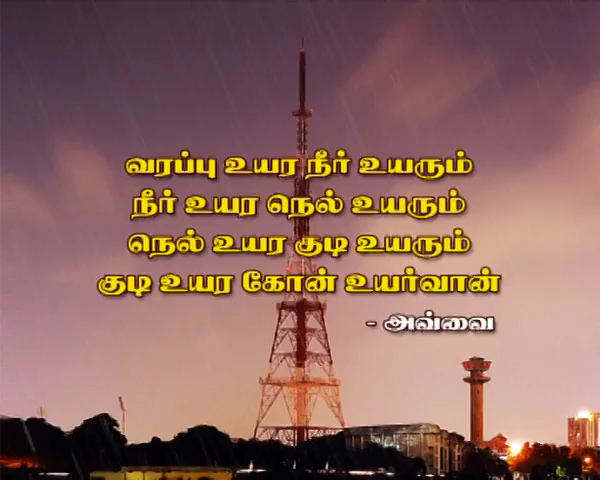 வரப்பு உயர நீர் உயரும்
நீர் உயர நெல் உயரும்
நெல் உயர குடி உயரும்
குடி உயர கோன் உயர்வான்
- அவ்வை